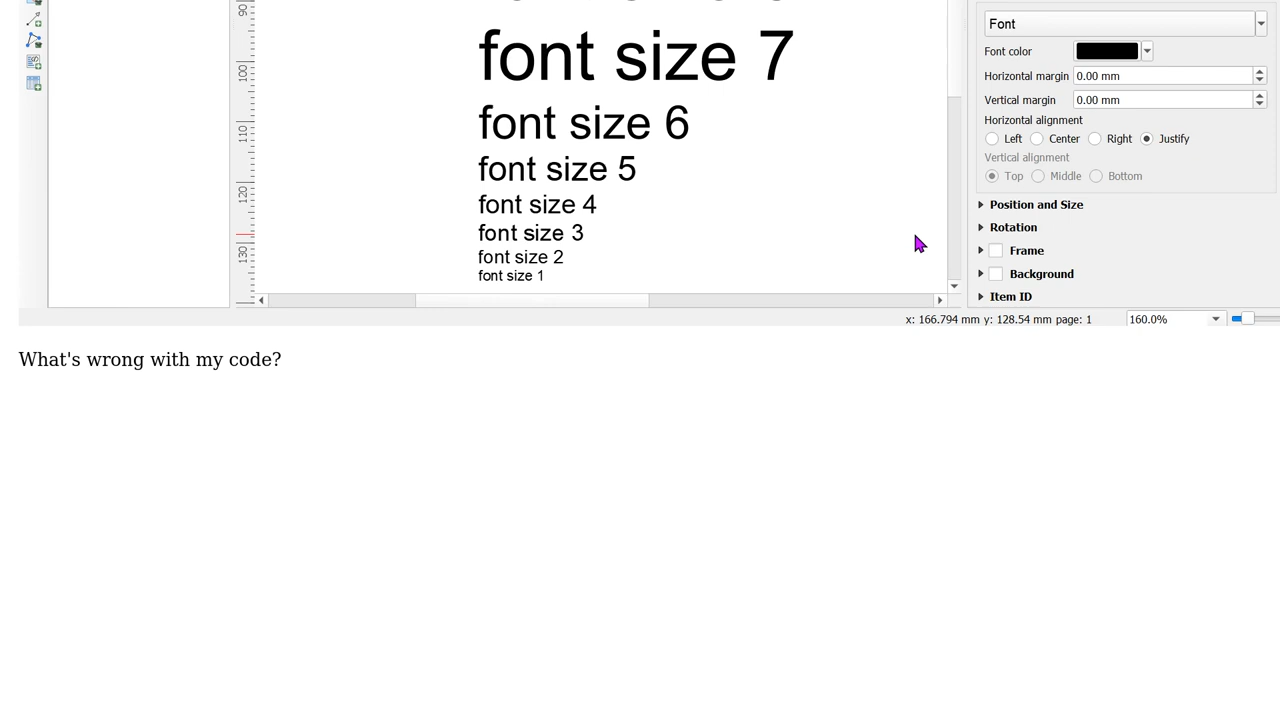 90
font size 7
Font
Font color
100
Horizontal margin 0.00 mm
Vertical margin 0.00 mm
font size 6
Horizontal alignment
110
Left Center Right Justify
Vertical alignment
font size 5
Top Middle Bottom
120
font size 4
Position and Size
font size 3
Rotation
130
font size 2
Frame
font size 1
Background
Item ID
x: 166.794 mm y: 128.54 mm page: 1
160.0%
What's wrong with my code?